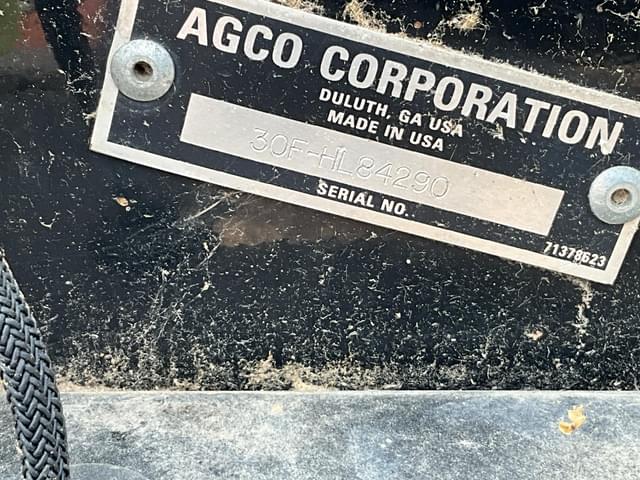 AGCO CORPORATION
DULUTH, GA USA
MADE IN USA
30F-HL84290
SERIAL NO.
71378623